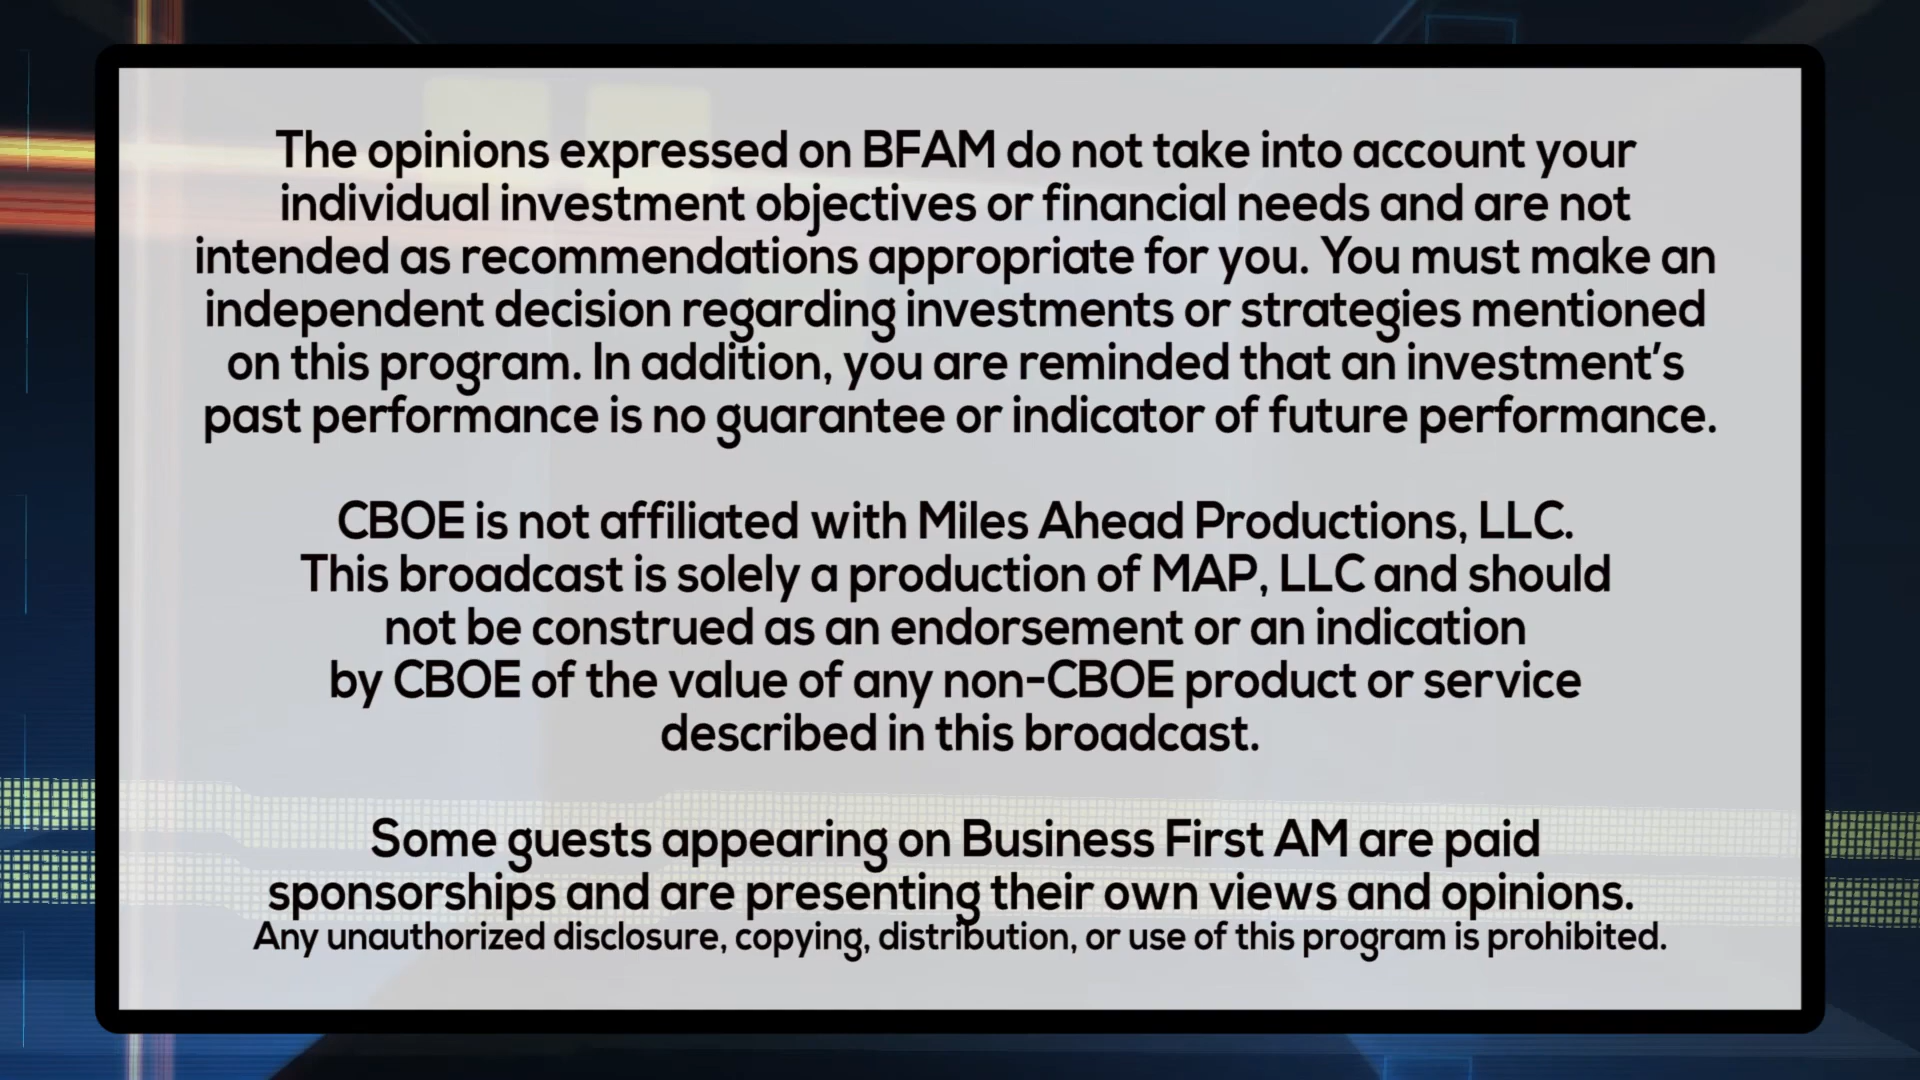 The opinions expressed on BFAM do not take into account your
individual investment objectives or financial needs and are not
intended as recommendations appropriate for you. You must make an
independent decision regarding investments or strategies mentioned
on this program. In addition, you are reminded that an investment’s
past performance is no guarantee or indicator of future performance.
CBOE is not affiliated with Miles Ahead Productions, LLC.
This broadcast is solely a production of MAP, LLC and should
not be construed as an endorsement or an indication
by CBOE of the value of any non-CBOE product or service
described in this broadcast.
Some guests appearing on Business First AM are paid
sponsorships and are presenting their own views and opinions.
Any unauthorized disclosure, copying, distribution, or use of this program is prohibited.